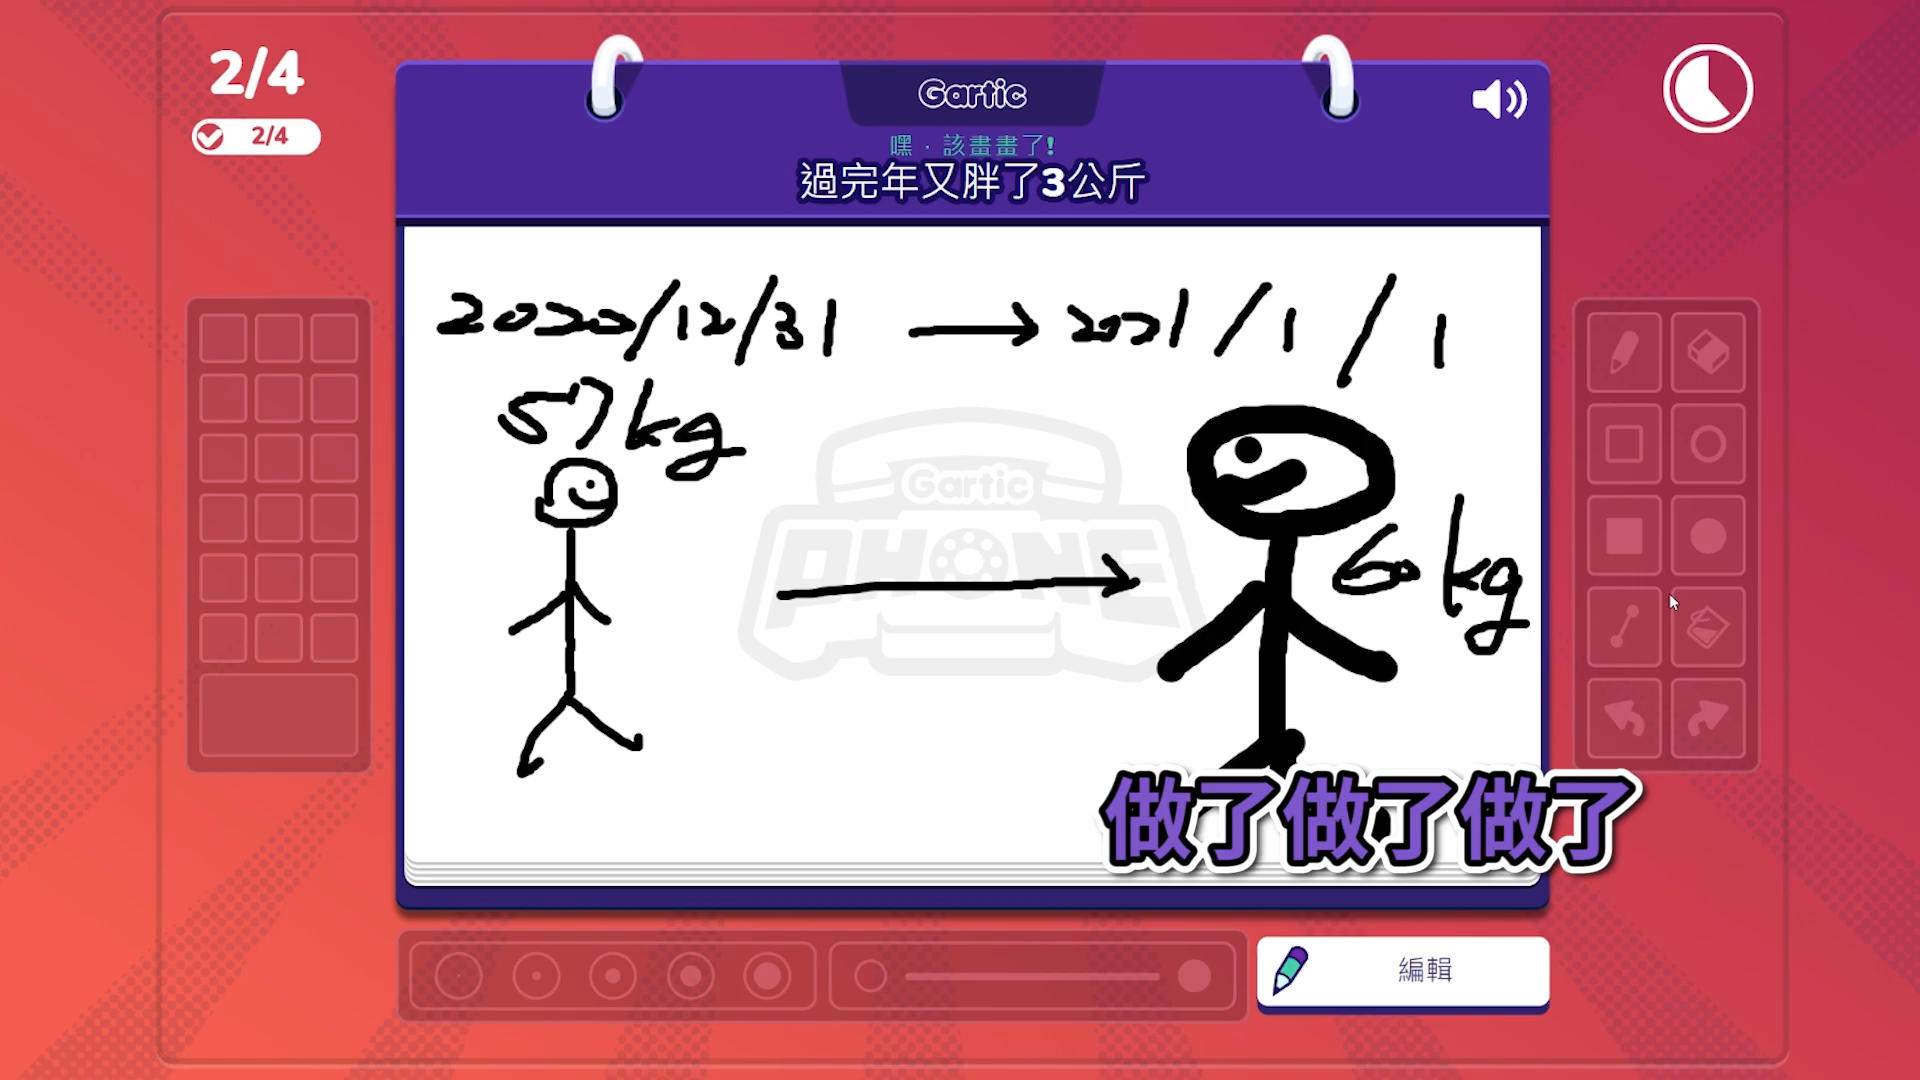 2/4
2/4
Gartic
嘿，該畫畫了!
過完年又胖了3公斤
2020/12/31 → 2021/1/1
57kg
Gartic
PHONE
60kg
做了做了做了
編輯